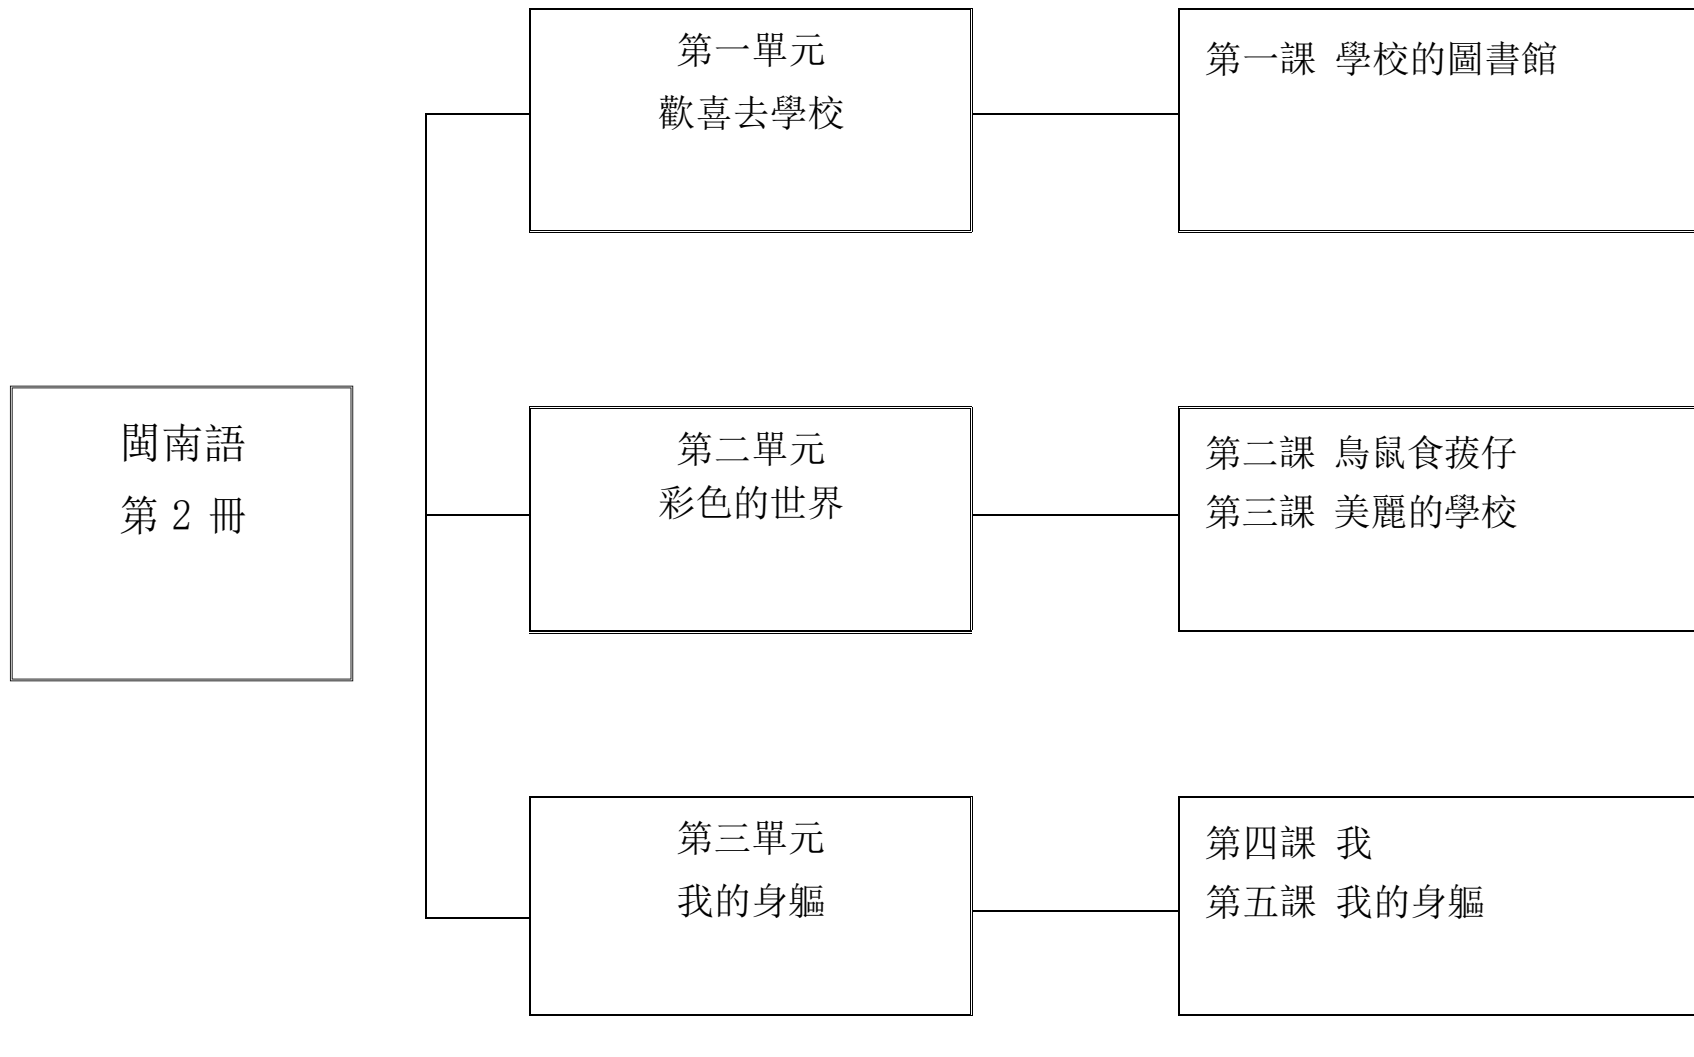 閩南語
第 2 冊
第一單元
歡喜去學校
第一課 學校的圖書館
第二單元
彩色的世界
第二課 鳥鼠食菝仔
第三課 美麗的學校
第三單元
我的身軀
第四課 我
第五課 我的身軀